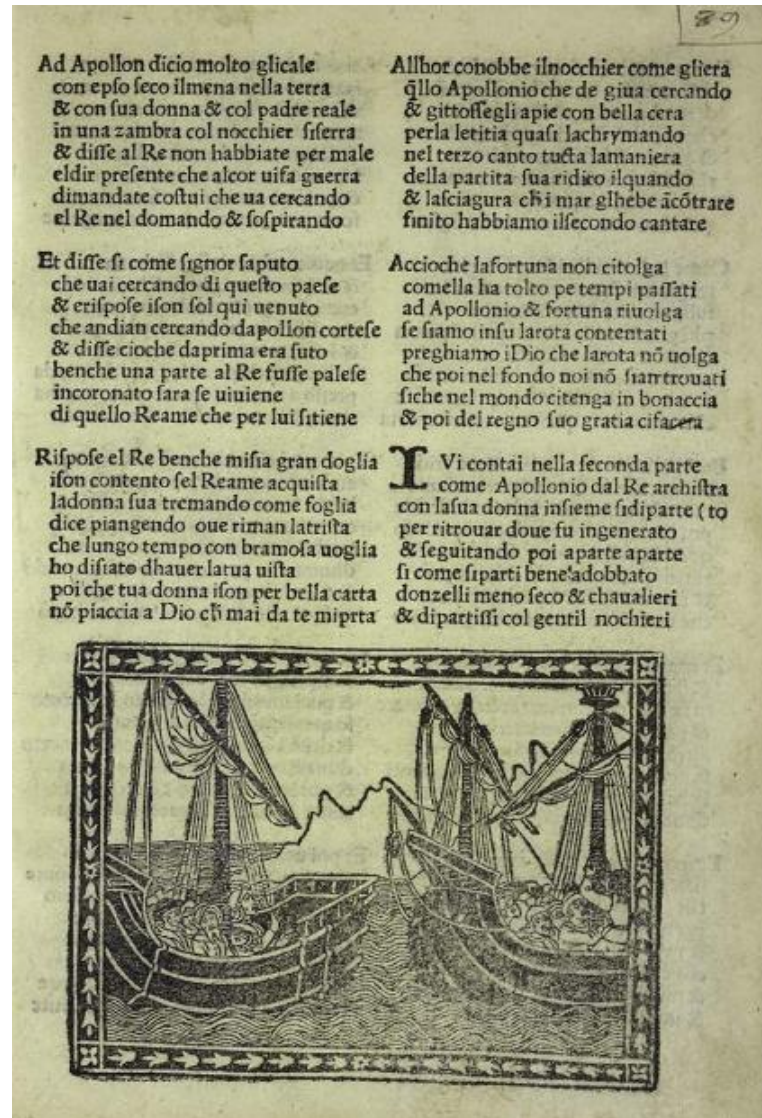 89
Ad Apollon dicio molto glicale
con epſo ſeco ilmena nella terra
& con ſua donna & col padre reale
in una zambra col nocchier ſiſerra
& diſſe al Re non habbiate per male
eldir preſente che alcor uiſa guerra
dimandate coſtui che ua cercando
el Re nel domando & ſoſpirando
Et diſſe ſi come ſignor ſaputo
che uai cercando di queſto paeſe
& eriſpoſe iſon ſol qui uenuto
che andian cercando dapollon corteſe
& diſſe cioche daprima era ſuto
benche una parte al Re fuſſe paleſe
incoronato ſara ſe uiuiene
di quello Reame che per lui ſitiene
Riſpoſe el Re benche miſia gran doglia
iſon contento ſel Reame acquiſta
ladonna ſua tremando come foglia
dice piangendo oue riman latriſta
che lungo tempo con bramoſa uoglia
ho diſiato dhauer latua uiſta
poi che tua donna iſon per bella carta
nõ piaccia a Dio cħ mai da te miprta
Allhor conobbe ilnocchier come gliera
q̃llo Apollonio che de giua cercando
& gittoſſegli apie con bella cera
perla letitia quaſi lachrymando
nel terzo canto tucta lamaniera
della partita ſua ridico ilquando
& laſciagura cħ i mar glhebe ãcõtrare
finito habbiamo ilſecondo cantare
Accioche lafortuna non citolga
comella ha tolto pe tempi paſſati
ad Apollonio & fortuna riuolga
ſe ſiamo inſu larota contentati
preghiamo iDio che larota nõ uolga
che poi nel fondo noi nõ ſiamtrouati
ſiche nel mondo citenga in bonaccia
& poi del regno ſuo gratia cifacera
I Vi contai nella ſeconda parte
come Apollonio dal Re archiſtra
con laſua donna inſieme ſidiparte (to
per ritrouar doue fu ingenerato
& ſeguitando poi aparte aparte
ſi come ſiparti bene adobbato
donzelli meno ſeco & chaualieri
& dipartiſſi col gentil nochieri